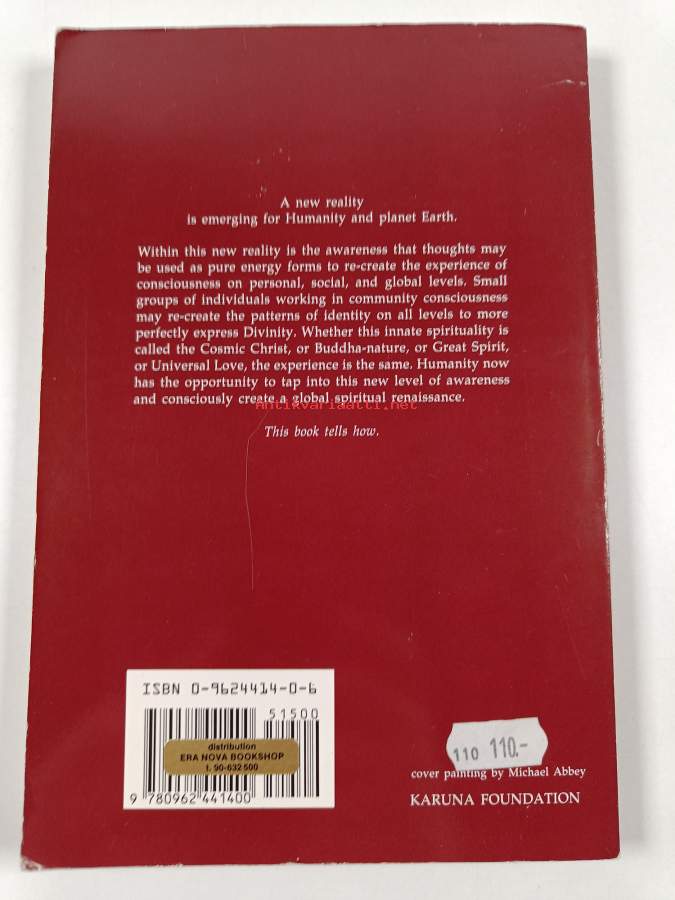 A new reality
is emerging for Humanity and planet Earth.
Within this new reality is the awareness that thoughts may
be used as pure energy forms to re-create the experience of
consciousness on personal, social, and global levels. Small
groups of individuals working in community consciousness
may re-create the patterns of identity on all levels to more
perfectly express Divinity. Whether this innate spirituality is
called the Cosmic Christ, or Buddha-nature, or Great Spirit,
or Universal Love, the experience is the same. Humanity now
has the opportunity to tap into this new level of awareness
and consciously create a global spiritual renaissance.
Antikvariaatti.net
This book tells how.
ISBN 0-9624414-0-6
51500
distribution
ERA NOVA BOOKSHOP
t. 90-632 500
9 780962 441400
110 110.-
cover painting by Michael Abbey
KARUNA FOUNDATION